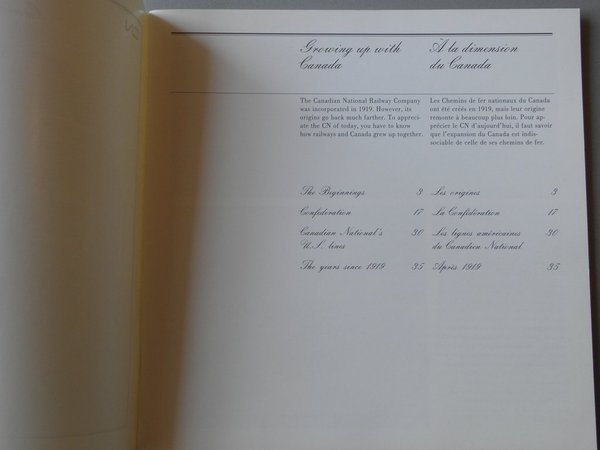 Growing up with
Canada
À la dimension
du Canada
The Canadian National Railway Company
was incorporated in 1919. However, its
origins go back much farther. To appreci-
ate the CN of today, you have to know
how railways and Canada grew up together.
Les Chemins de fer nationaux du Canada
ont été créés en 1919, mais leur origine
remonte à beaucoup plus loin. Pour ap-
précier le CN d'aujourd'hui, il faut savoir
que l'expansion du Canada est indis-
sociable de celle de ses chemins de fer.
The Beginnings 3
Confederation 17
Canadian National's 30
U.S. lines
The years since 1919 35
Les origines 3
La Confédération 17
Les lignes américaines 30
du Canadien National
Après 1919 35